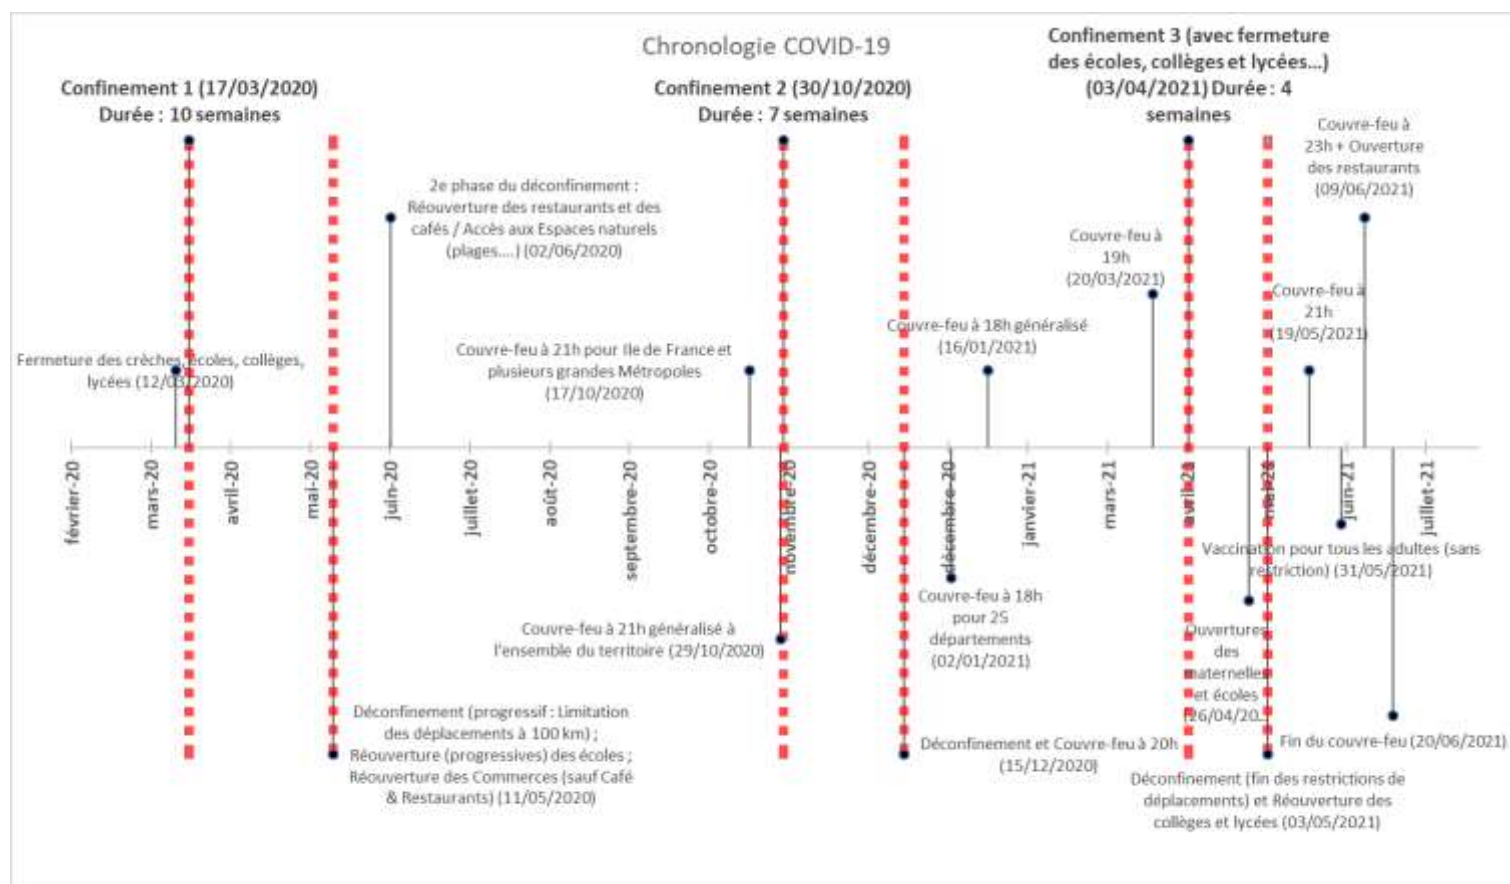 Chronologie COVID-19
Confinement 1 (17/03/2020)
Durée : 10 semaines
Confinement 2 (30/10/2020)
Durée : 7 semaines
Confinement 3 (avec fermeture
des écoles, collèges et lycées...)
(03/04/2021) Durée : 4
semaines
Couvre-feu à
23h + Ouverture
des restaurants
(09/06/2021)
2e phase du déconfinement :
Réouverture des restaurants et des
cafés / Accès aux Espaces naturels
(plages....) (02/06/2020)
Couvre-feu à
19h
(20/03/2021)
Couvre-feu à
21h
(19/05/2021)
Fermeture des crèches, écoles, collèges,
lycées (12/03/2020)
Couvre-feu à 21h pour Ile de France et
plusieurs grandes Métropoles
(17/10/2020)
Couvre-feu à 18h généralisé
(16/01/2021)
février-20
mars-20
avril-20
mai-20
juin-20
juillet-20
août-20
septembre-20
octobre-20
novembre-20
décembre-20
décembre-20
janvier-21
mars-21
avril-21
mai-21
juin-21
juillet-21
Vaccination pour tous les adultes (sans
restriction) (31/05/2021)
Couvre-feu à 18h
pour 25
départements
(02/01/2021)
Couvre-feu à 21h généralisé à
l'ensemble du territoire (29/10/2020)
Ouvertures
des
maternelles
et écoles
(26/04/20...
Déconfinement (progressif : Limitation
des déplacements à 100 km) ;
Réouverture (progressives) des écoles ;
Réouverture des Commerces (sauf Café
& Restaurants) (11/05/2020)
Déconfinement et Couvre-feu à 20h
(15/12/2020)
Fin du couvre-feu (20/06/2021)
Déconfinement (fin des restrictions de
déplacements) et Réouverture des
collèges et lycées (03/05/2021)